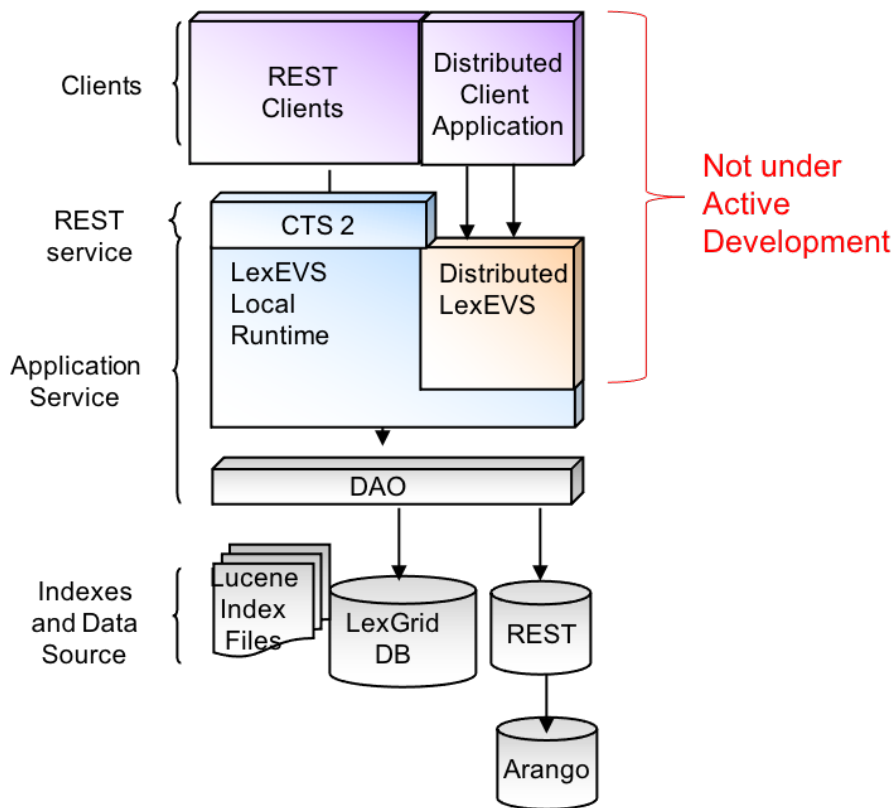 Clients
REST
Clients
Distributed
Client
Application
Not under
Active
Development
REST
service
CTS 2
LexEVS
Local
Runtime
Distributed
LexEVS
Application
Service
DAO
Indexes
and Data
Source
Lucene
Index
Files
LexGrid
DB
REST
Arango